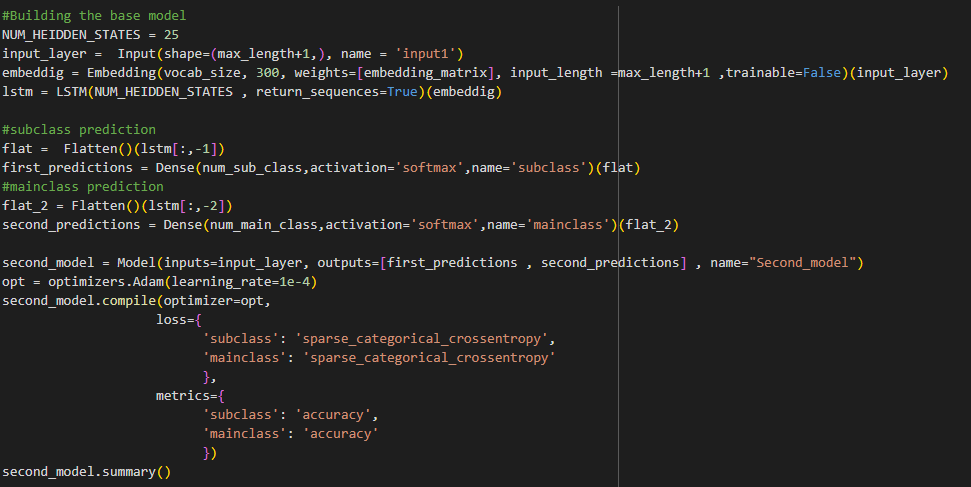 #Building the base model
NUM_HEIDDEN_STATES = 25
input_layer =  Input(shape=(max_length+1,), name = 'input1')
embeddig = Embedding(vocab_size, 300, weights=[embedding_matrix], input_length =max_length+1 ,trainable=False)(input_layer)
lstm = LSTM(NUM_HEIDDEN_STATES , return_sequences=True)(embeddig)

#subclass prediction
flat =  Flatten()(lstm[:,-1])
first_predictions = Dense(num_sub_class,activation='softmax',name='subclass')(flat)
#mainclass prediction
flat_2 = Flatten()(lstm[:,-2])
second_predictions = Dense(num_main_class,activation='softmax',name='mainclass')(flat_2)

second_model = Model(inputs=input_layer, outputs=[first_predictions , second_predictions] , name="Second_model")
opt = optimizers.Adam(learning_rate=1e-4)
second_model.compile(optimizer=opt,
                    loss={
                          'subclass': 'sparse_categorical_crossentropy',
                          'mainclass': 'sparse_categorical_crossentropy'
                          },
                    metrics={
                          'subclass': 'accuracy',
                          'mainclass': 'accuracy'
                          })
second_model.summary()